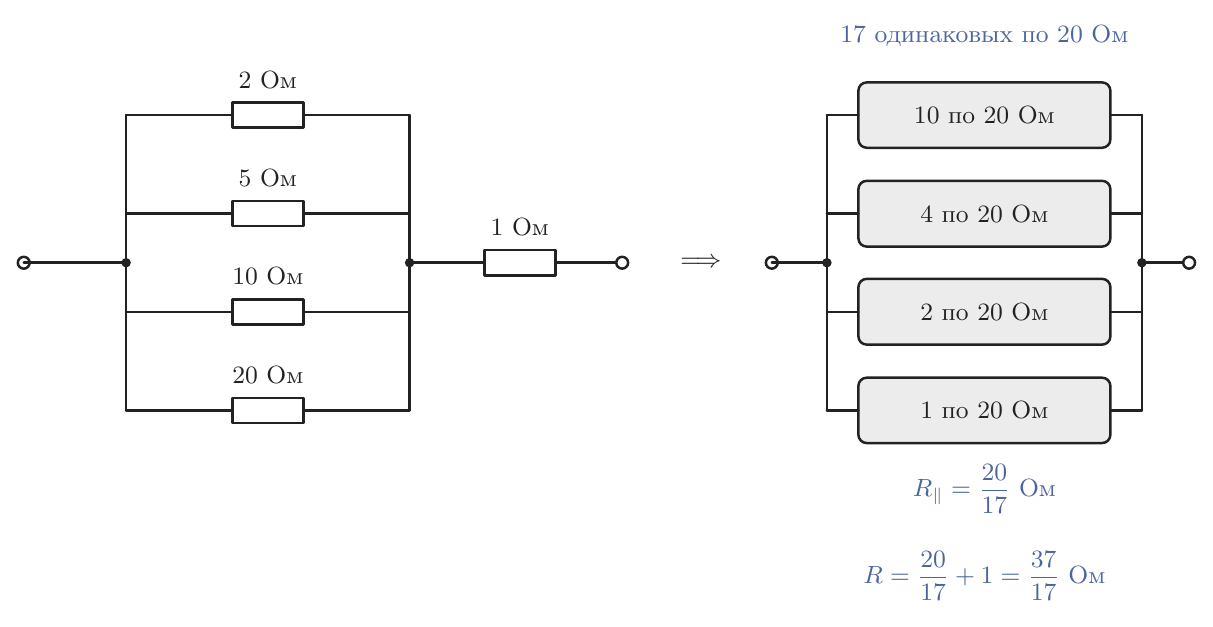 2 Ом
5 Ом
10 Ом
20 Ом
1 Ом
⟹
17 одинаковых по 20 Ом
10 по 20 Ом
4 по 20 Ом
2 по 20 Ом
1 по 20 Ом
R∥ = 20/17 Ом
R = 20/17 + 1 = 37/17 Ом